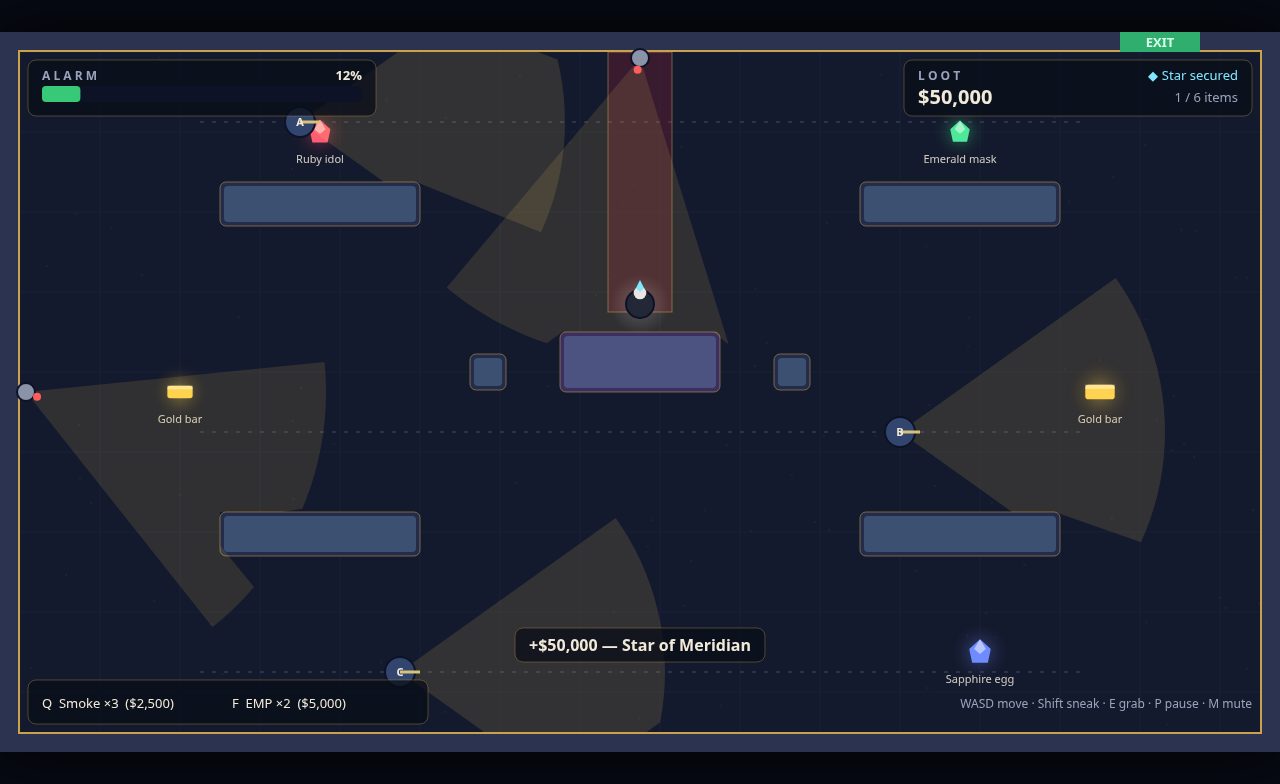 EXIT
ALARM 12%
LOOT ◆ Star secured
$50,000 1 / 6 items
A
Ruby idol
Emerald mask
Gold bar
Gold bar
B
+$50,000 — Star of Meridian
C
Sapphire egg
Q Smoke ×3 ($2,500) F EMP ×2 ($5,000)
WASD move · Shift sneak · E grab · P pause · M mute